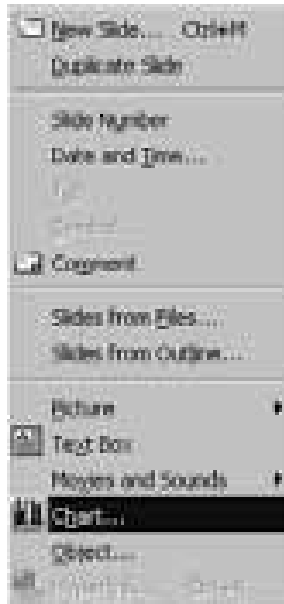 New Slide... Ctrl+M
Duplicate Slide
Slide Number
Date and Time...
Comment
Slides from Files...
Slides from Outline...
Picture
Text Box
Movies and Sounds
Chart...
Object...